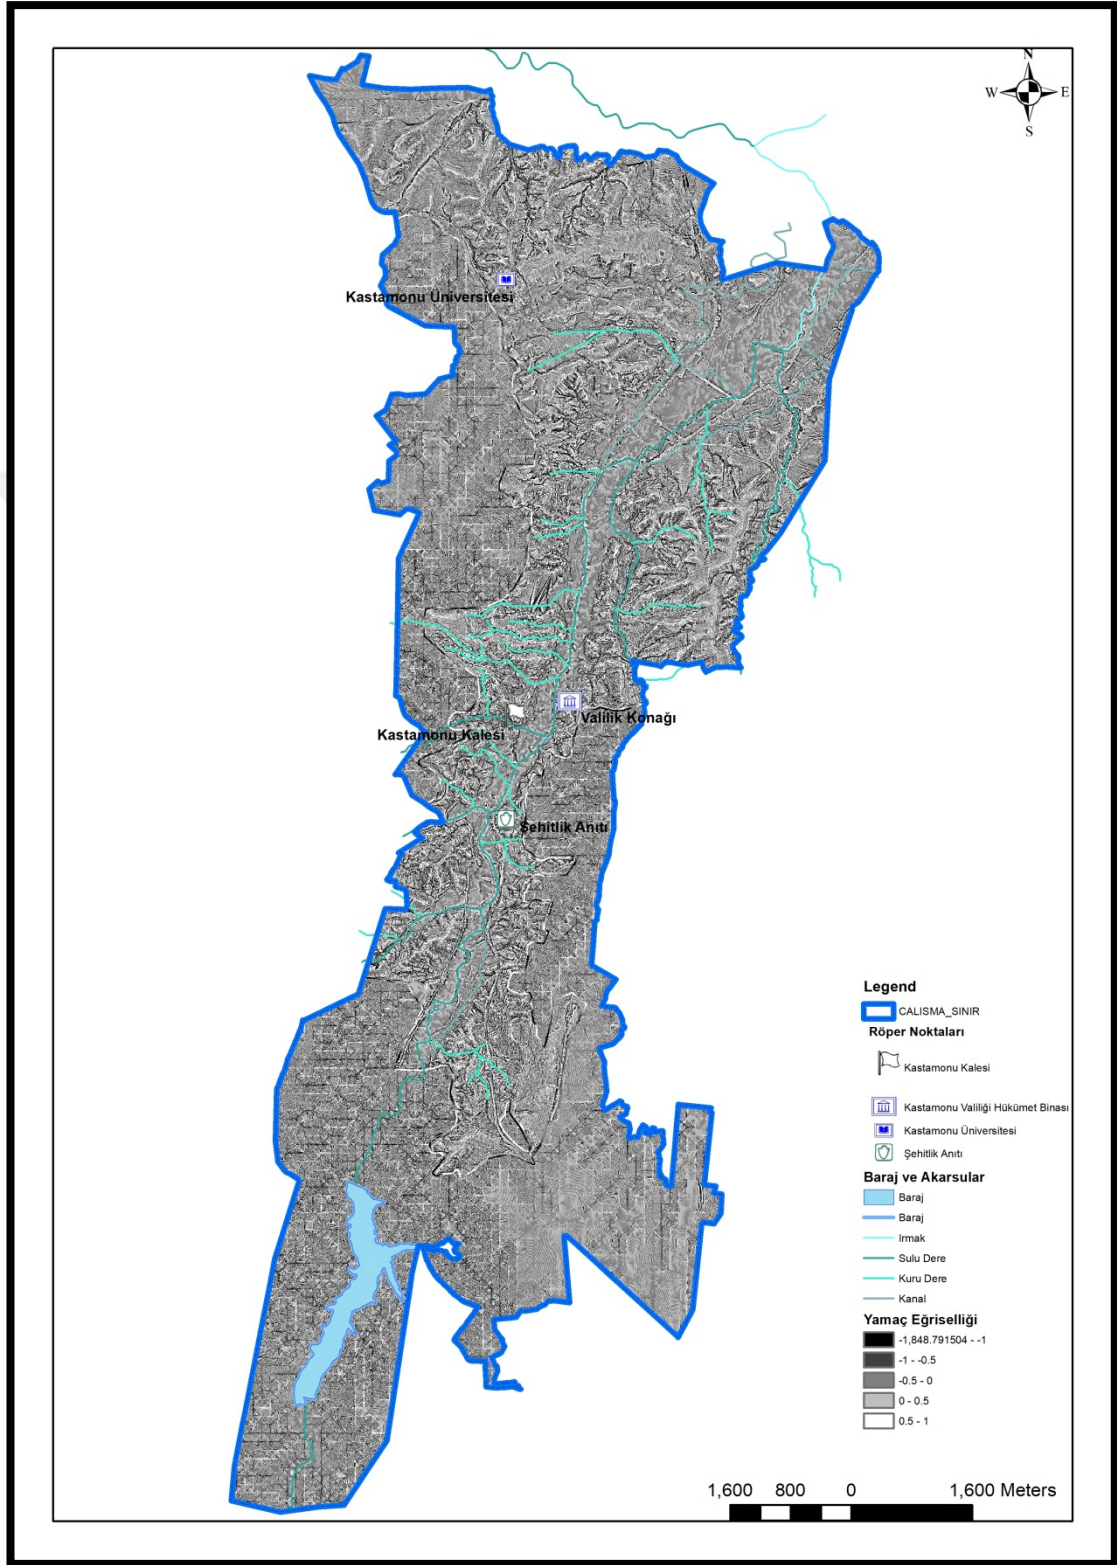 N
W E
S
Kastamonu Üniversitesi
Valilik Konağı
Kastamonu Kalesi
Şehitlik Anıtı
Legend
CALISMA_SINIR
Röper Noktaları
Kastamonu Kalesi
Kastamonu Valiliği Hükümet Binası
Kastamonu Üniversitesi
Şehitlik Anıtı
Baraj ve Akarsular
Baraj
Baraj
Irmak
Sulu Dere
Kuru Dere
Kanal
Yamaç Eğriselliği
-1,848.791504 - -1
-1 - -0.5
-0.5 - 0
0 - 0.5
0.5 - 1
1,600 800 0 1,600 Meters